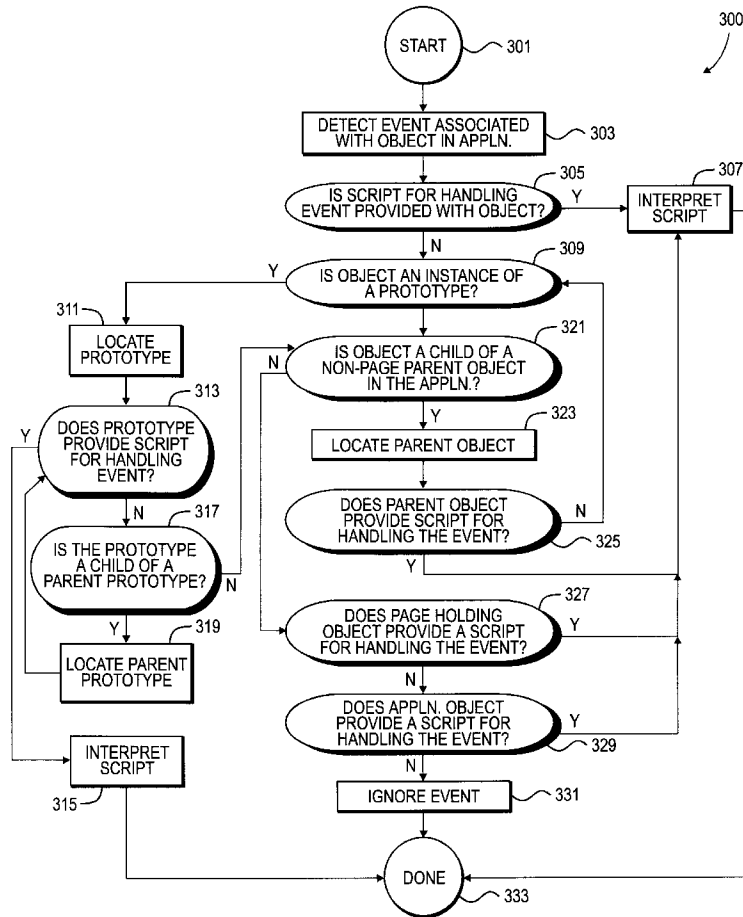 300
START
301
DETECT EVENT ASSOCIATED
WITH OBJECT IN APPLN.
303
305
IS SCRIPT FOR HANDLING
EVENT PROVIDED WITH OBJECT?
Y
N
307
INTERPRET
SCRIPT
309
IS OBJECT AN INSTANCE OF
A PROTOTYPE?
Y
311
LOCATE
PROTOTYPE
321
IS OBJECT A CHILD OF A
NON-PAGE PARENT OBJECT
IN THE APPLN.?
N
Y
313
DOES PROTOTYPE
PROVIDE SCRIPT
FOR HANDLING
EVENT?
Y
N
323
LOCATE PARENT OBJECT
DOES PARENT OBJECT
PROVIDE SCRIPT FOR
HANDLING THE EVENT?
N
325
Y
317
IS THE PROTOTYPE
A CHILD OF A
PARENT PROTOTYPE?
N
Y
319
LOCATE PARENT
PROTOTYPE
327
DOES PAGE HOLDING
OBJECT PROVIDE A SCRIPT
FOR HANDLING THE EVENT?
Y
N
DOES APPLN. OBJECT
PROVIDE A SCRIPT FOR
HANDLING THE EVENT?
Y
329
N
INTERPRET
SCRIPT
315
IGNORE EVENT
331
DONE
333